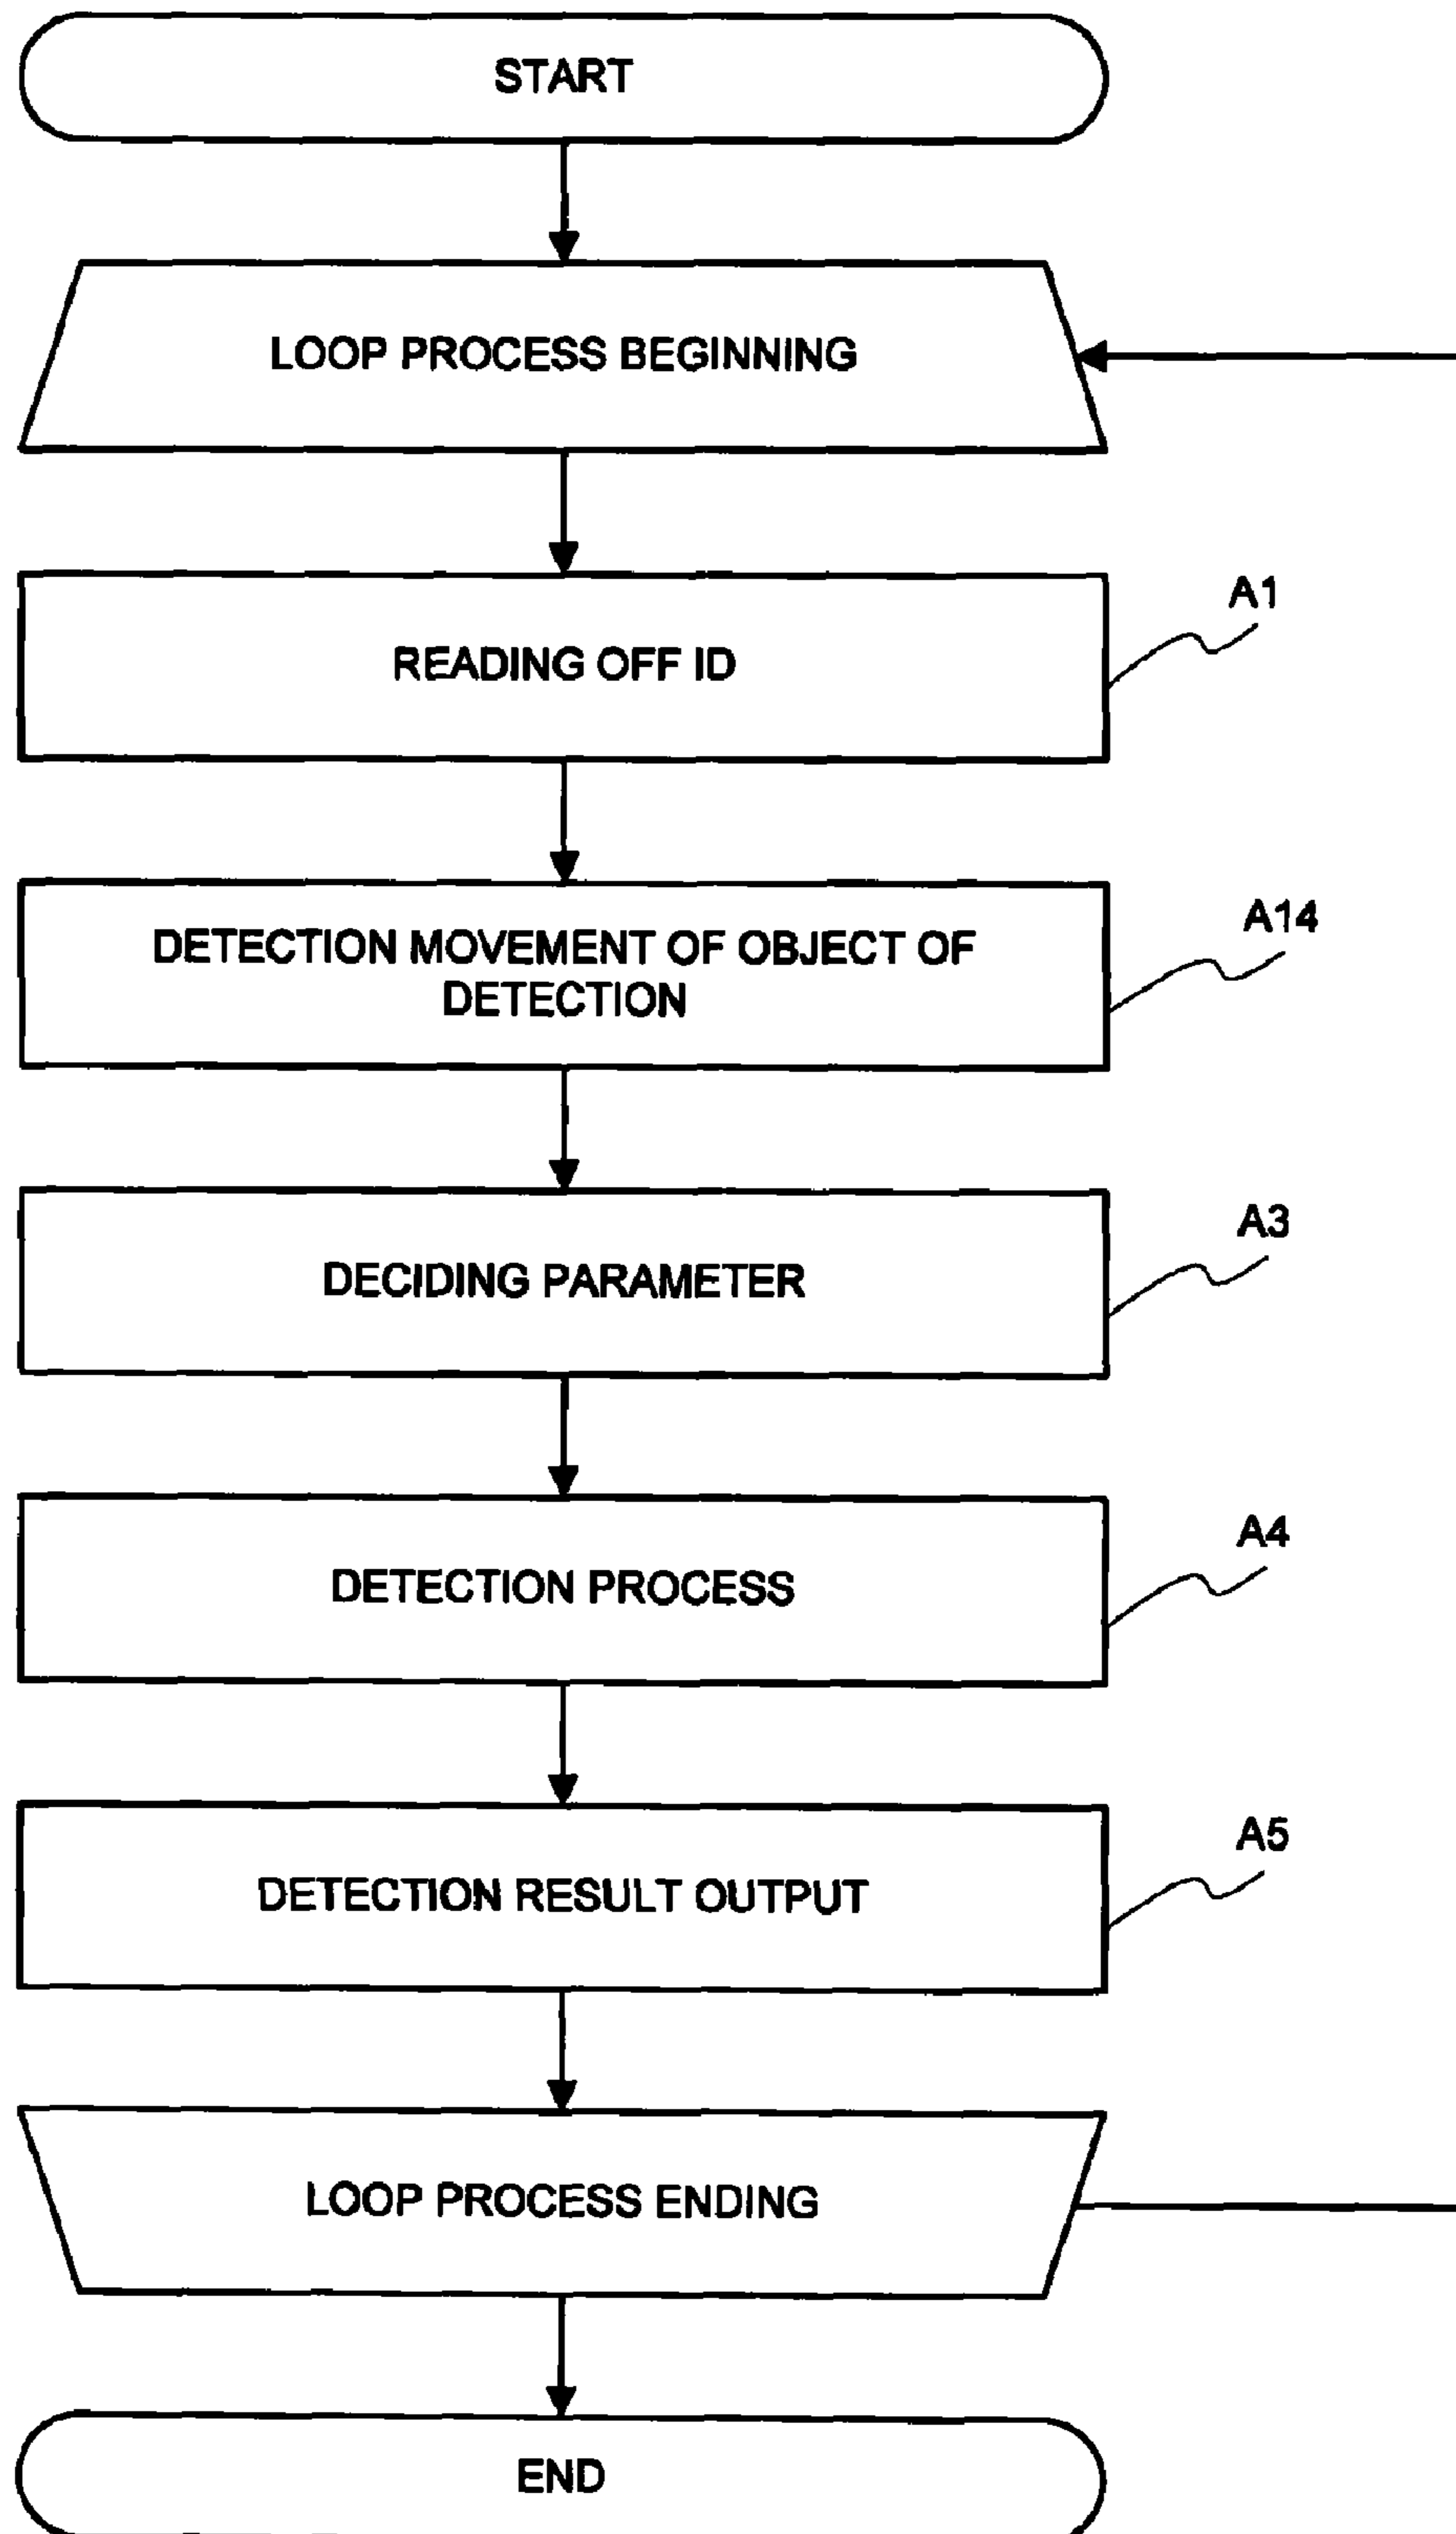 START
LOOP PROCESS BEGINNING
A1
READING OFF ID
A14
DETECTION MOVEMENT OF OBJECT OF
DETECTION
A3
DECIDING PARAMETER
A4
DETECTION PROCESS
A5
DETECTION RESULT OUTPUT
LOOP PROCESS ENDING
END